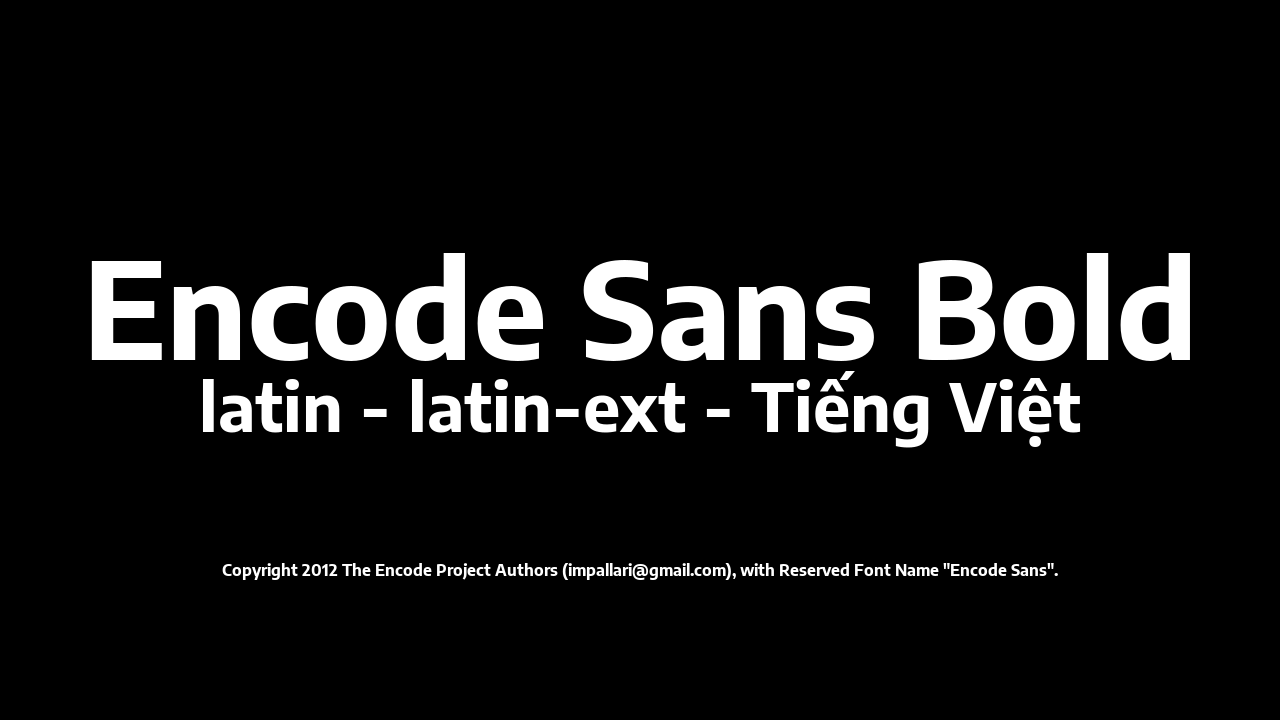 Encode Sans Bold
latin - latin-ext - Tiếng Việt
Copyright 2012 The Encode Project Authors (impallari@gmail.com), with Reserved Font Name "Encode Sans".